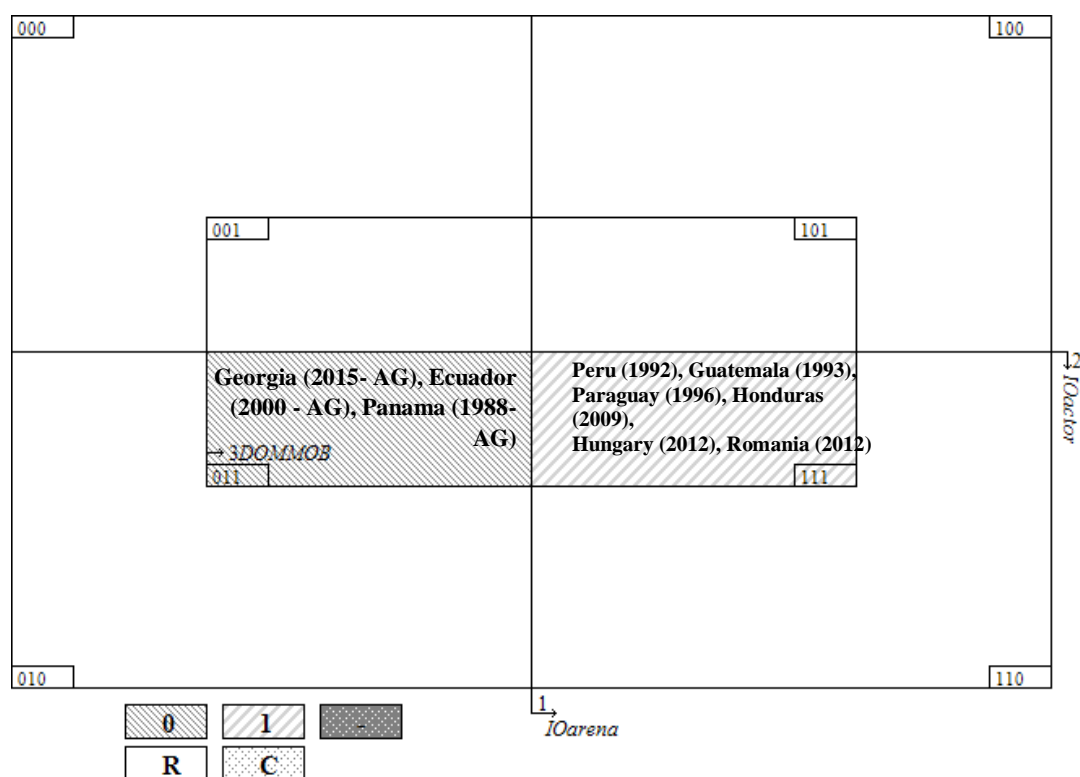 000
100
001
101
Georgia (2015- AG), Ecuador
(2000 - AG), Panama (1988-
AG)
Peru (1992), Guatemala (1993),
Paraguay (1996), Honduras
(2009),
Hungary (2012), Romania (2012)
2
IOactor
3DOMMOB
011
111
010
110
1
IOarena
0
1
-
R
C